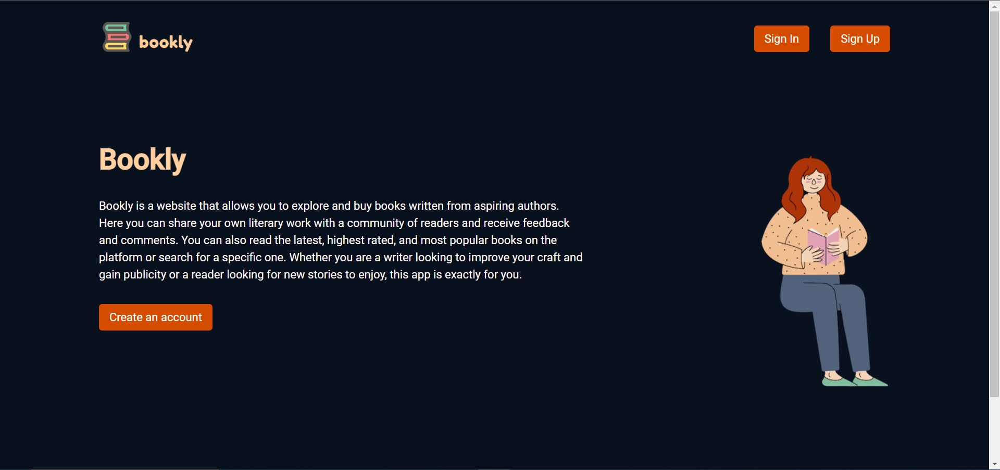 bookly
Sign In
Sign Up
Bookly
Bookly is a website that allows you to explore and buy books written from aspiring authors.
Here you can share your own literary work with a community of readers and receive feedback
and comments. You can also read the latest, highest rated, and most popular books on the
platform or search for a specific one. Whether you are a writer looking to improve your craft and
gain publicity or a reader looking for new stories to enjoy, this app is exactly for you.
Create an account